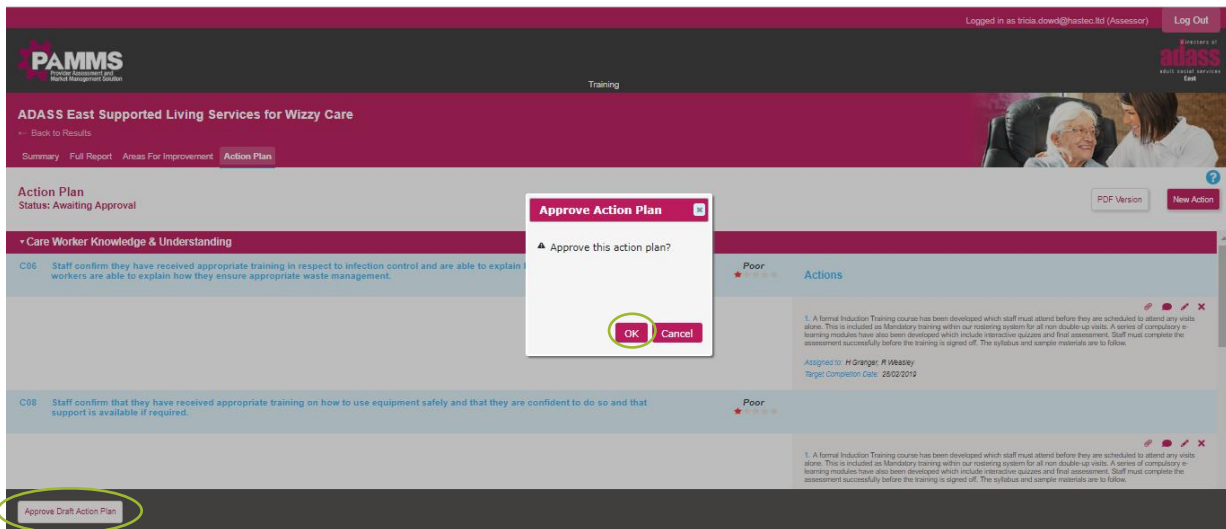 Logged in as tricia.dowd@hastec.ltd (Assessor)
Log Out
PAMMS
Provider Assessment and
Market Management Solution
Training
directors of
adass
adult social services
East
ADASS East Supported Living Services for Wizzy Care
← Back to Results
Summary Full Report Areas For Improvement Action Plan
Action Plan
Status: Awaiting Approval
?
PDF Version
New Action
Approve Action Plan
Approve this action plan?
OK
Cancel
Care Worker Knowledge & Understanding
C06 Staff confirm they have received appropriate training in respect to infection control and are able to explain
workers are able to explain how they ensure appropriate waste management.
Poor
Actions
1. A formal Induction Training course has been developed which staff must attend before they are scheduled to attend any visits
alone. This is included as Mandatory training within our rostering system for all non double-up visits. A series of compulsory e-
learning modules have also been developed which include interactive quizzes and final assessment. Staff must complete the
assessment successfully before the training is signed off. The syllabus and sample materials are to follow.
Assigned to: H Granger, R Weasley
Target Completion Date: 28/02/2019
C08 Staff confirm that they have received appropriate training on how to use equipment safely and that they are confident to do so and that
support is available if required.
Poor
1. A formal Induction Training course has been developed which staff must attend before they are scheduled to attend any visits
alone. This is included as Mandatory training within our rostering system for all non double-up visits. A series of compulsory e-
learning modules have also been developed which include interactive quizzes and final assessment. Staff must complete the
assessment successfully before the training is signed off. The syllabus and sample materials are to follow.
Approve Draft Action Plan